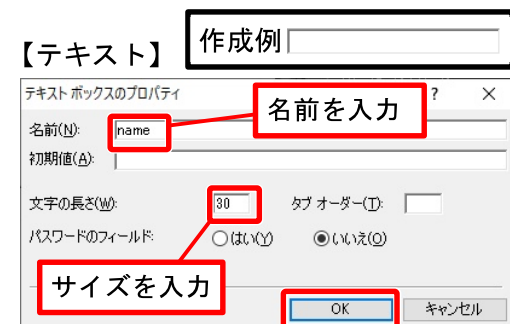 作成例
【テキスト】
テキスト ボックスのプロパティ ? ×
名前を入力
名前(N): name
初期値(A):
文字の長さ(W): 30 タブ オーダー(T):
パスワードのフィールド: はい(Y) いいえ(O)
サイズを入力
OK キャンセル